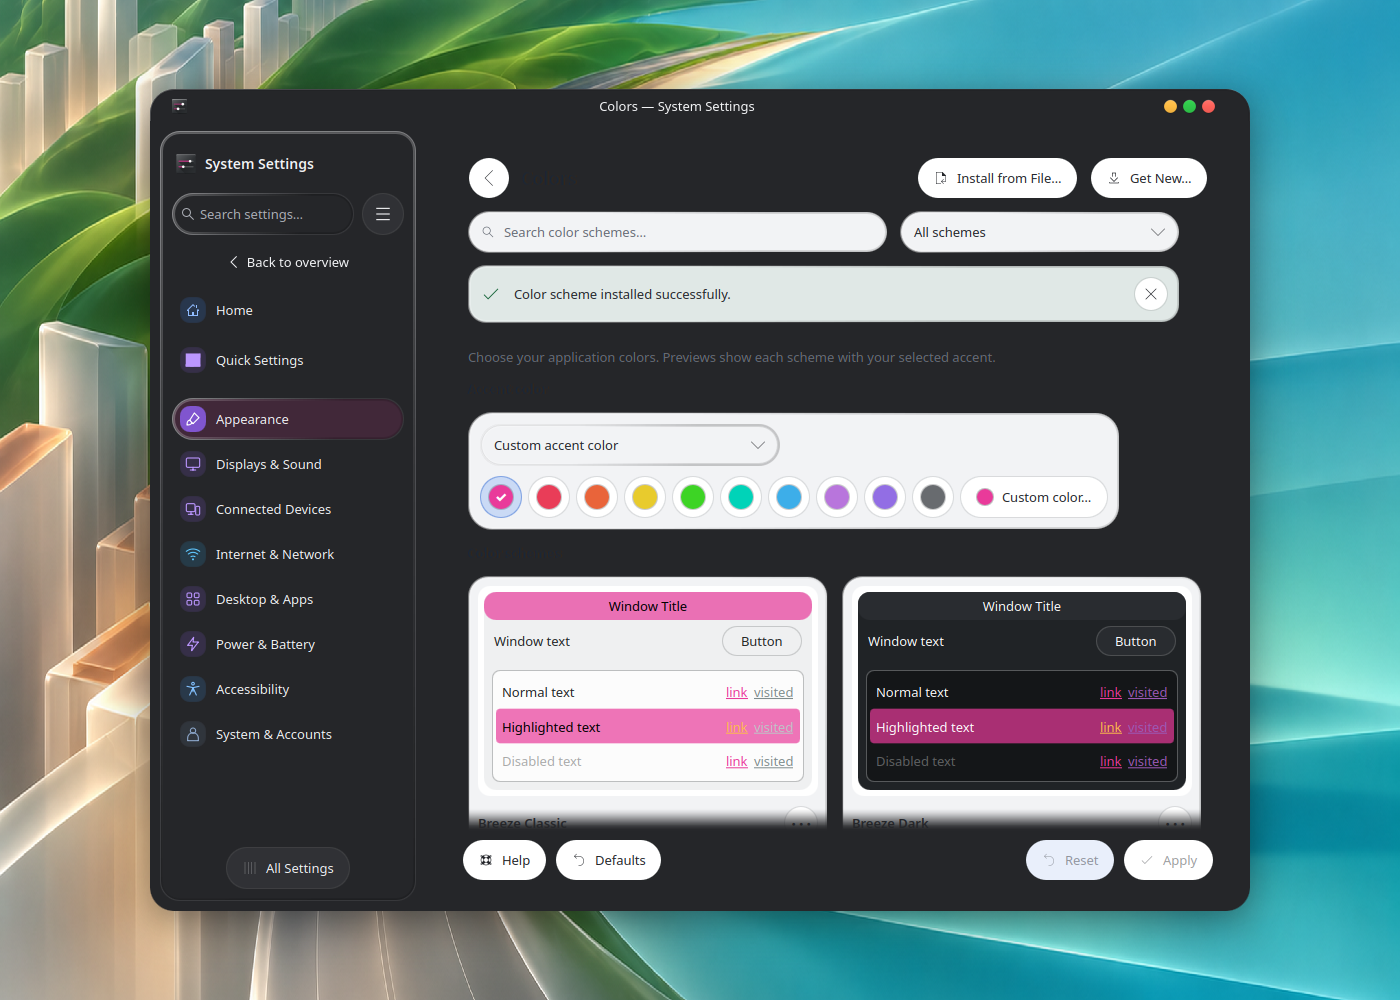 Colors — System Settings
System Settings
Search settings...
Back to overview
Home
Quick Settings
Appearance
Displays & Sound
Connected Devices
Internet & Network
Desktop & Apps
Power & Battery
Accessibility
System & Accounts
All Settings
Install from File...
Get New...
Search color schemes...
All schemes
Color scheme installed successfully.
Choose your application colors. Previews show each scheme with your selected accent.
Custom accent color
Custom color...
Window Title
Window text
Button
Normal text link visited
Highlighted text link visited
Disabled text link visited
Breeze Classic
Window Title
Window text
Button
Normal text link visited
Highlighted text link visited
Disabled text link visited
Breeze Dark
Help
Defaults
Reset
Apply